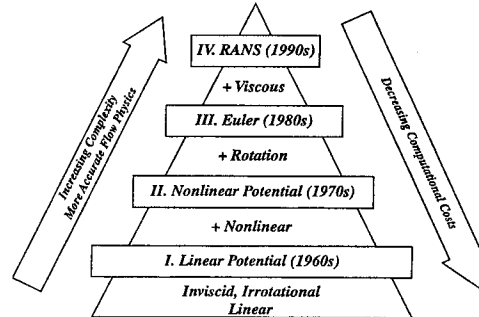 IV. RANS (1990s)
+ Viscous
III. Euler (1980s)
+ Rotation
II. Nonlinear Potential (1970s)
+ Nonlinear
I. Linear Potential (1960s)
Inviscid, Irrotational
Linear
Increasing Complexity
More Accurate Flow Physics
Decreasing Computational Costs